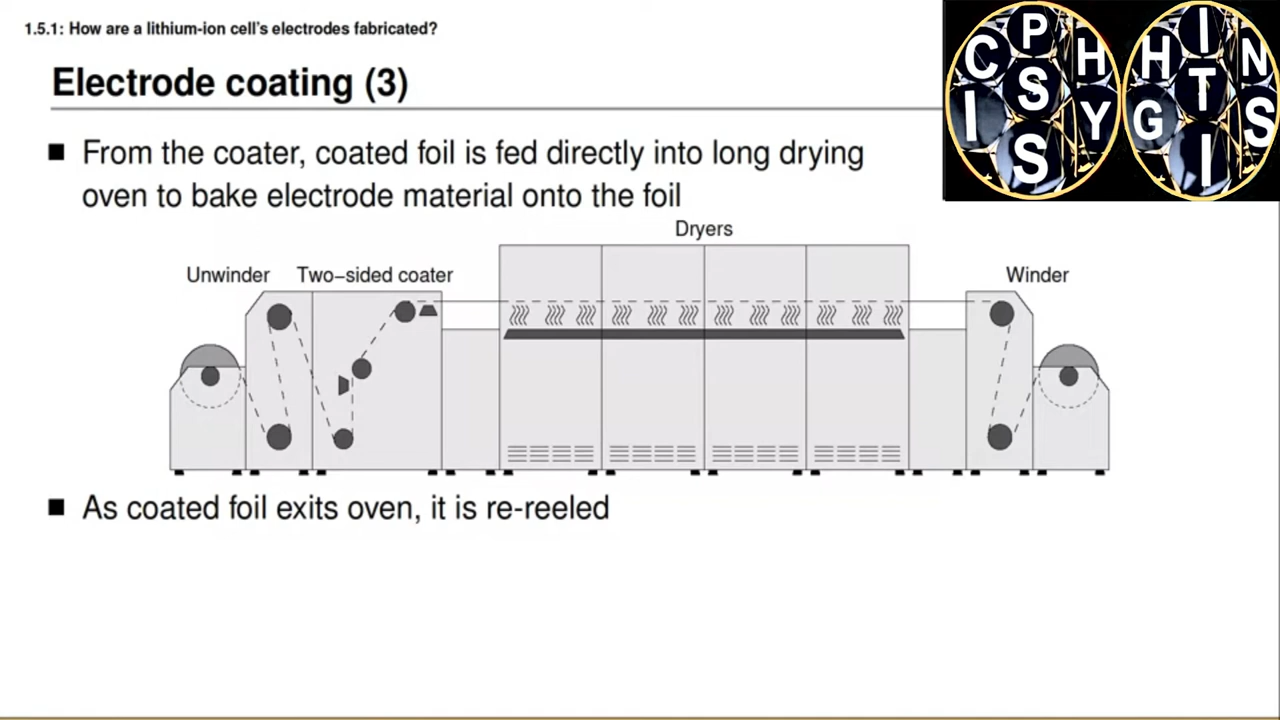 1.5.1: How are a lithium-ion cell's electrodes fabricated?
Electrode coating (3)
P
C H
S
I Y
S
I
H N
T
G S
I
■ From the coater, coated foil is fed directly into long drying
oven to bake electrode material onto the foil
Dryers
Unwinder Two−sided coater Winder
■ As coated foil exits oven, it is re-reeled